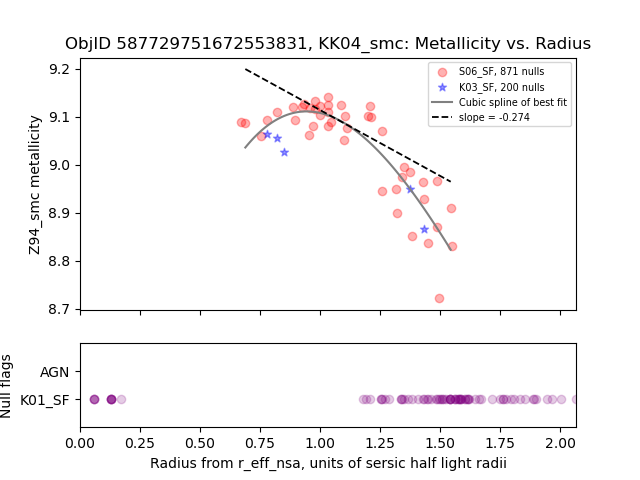 ObjID 587729751672553831, KK04_smc: Metallicity vs. Radius
Z94_smc metallicity
9.2
9.1
9.0
8.9
8.8
8.7
S06_SF, 871 nulls
K03_SF, 200 nulls
Cubic spline of best fit
slope = -0.274
Null flags
AGN
K01_SF
0.00 0.25 0.50 0.75 1.00 1.25 1.50 1.75 2.00
Radius from r_eff_nsa, units of sersic half light radii